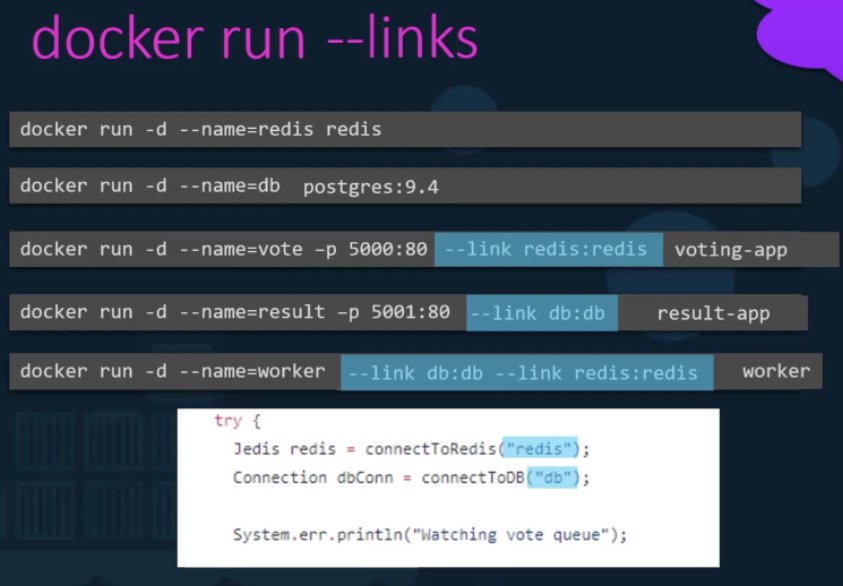 docker run --links
docker run -d --name=redis redis
docker run -d --name=db postgres:9.4
docker run -d --name=vote –p 5000:80 --link redis:redis voting-app
docker run -d --name=result –p 5001:80 --link db:db result-app
docker run -d --name=worker --link db:db --link redis:redis worker
try {
Jedis redis = connectToRedis("redis");
Connection dbConn = connectToDB("db");
System.err.println("Watching vote queue");